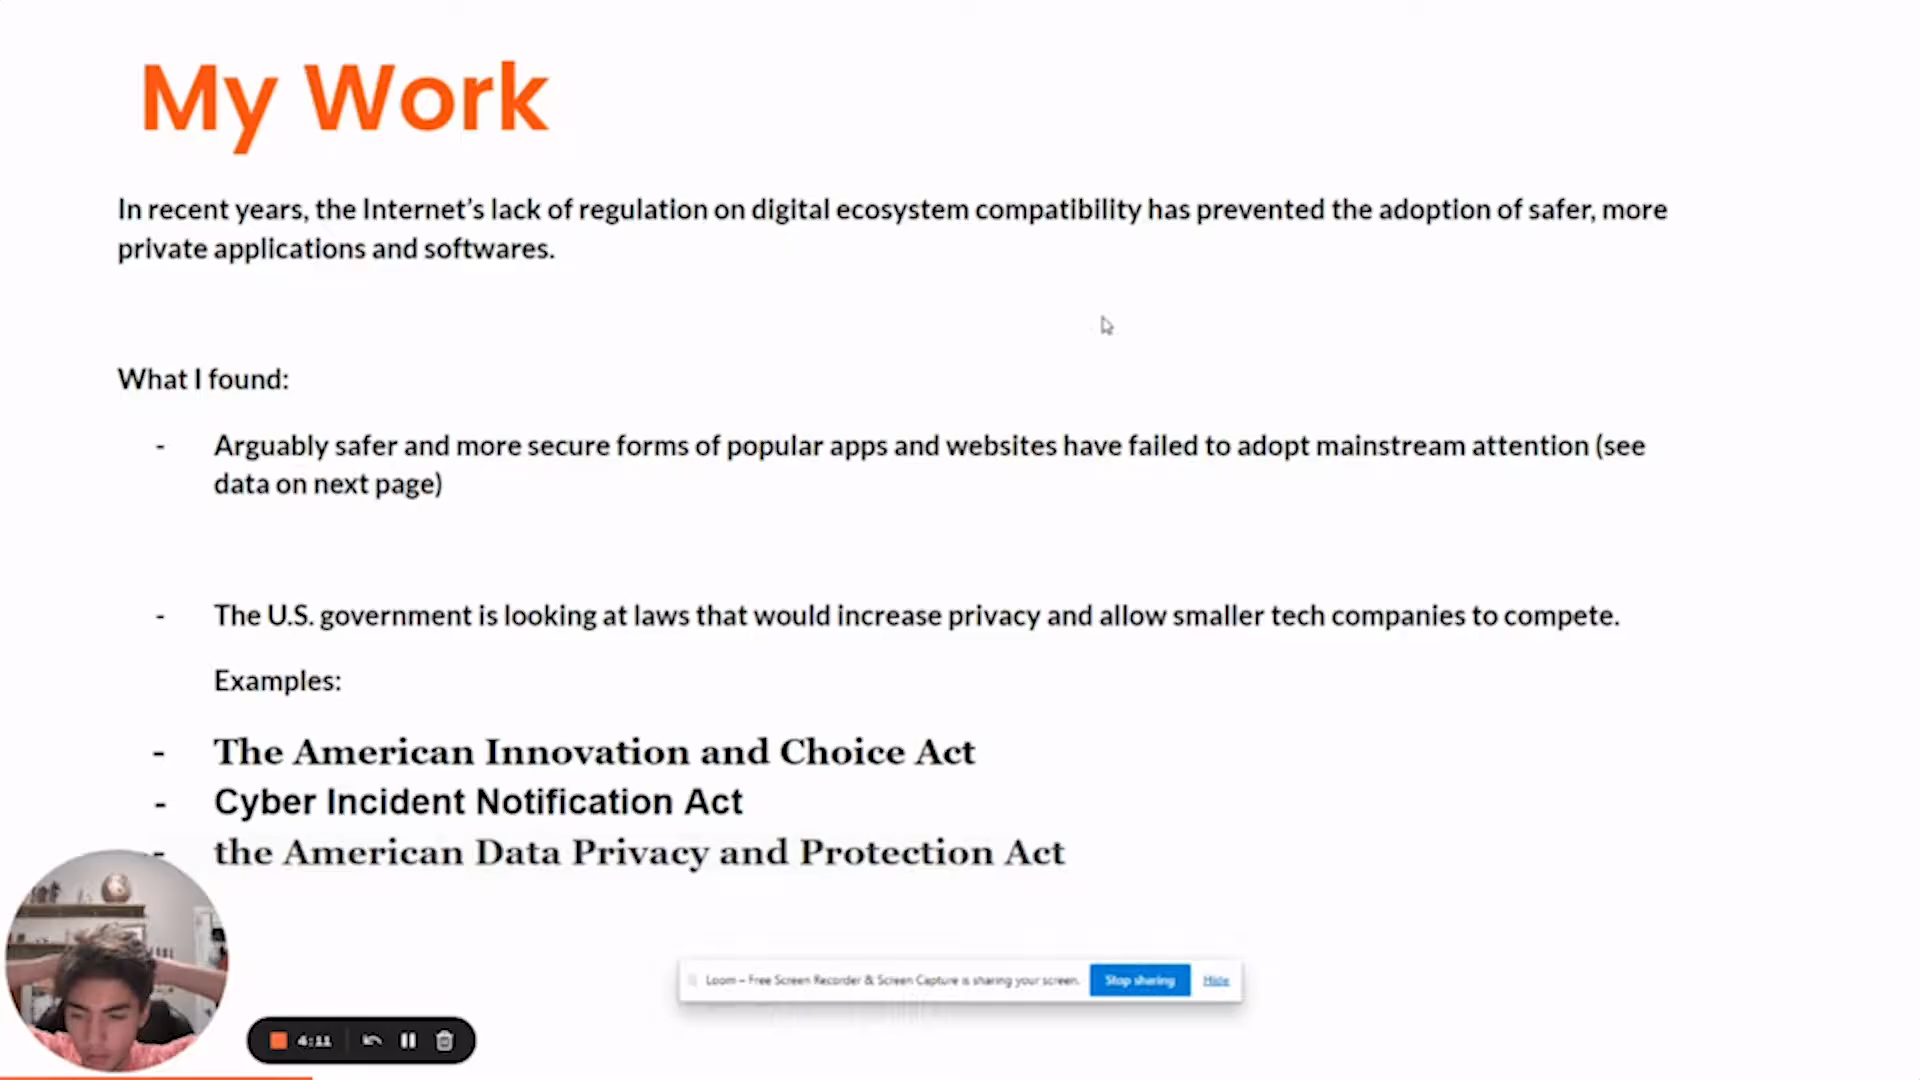 My Work
In recent years, the Internet’s lack of regulation on digital ecosystem compatibility has prevented the adoption of safer, more
private applications and softwares.
What I found:
- Arguably safer and more secure forms of popular apps and websites have failed to adopt mainstream attention (see
data on next page)
- The U.S. government is looking at laws that would increase privacy and allow smaller tech companies to compete.
Examples:
- The American Innovation and Choice Act
- Cyber Incident Notification Act
- the American Data Privacy and Protection Act
Loom – Free Screen Recorder & Screen Capture is sharing your screen. Stop sharing Hide
4:11